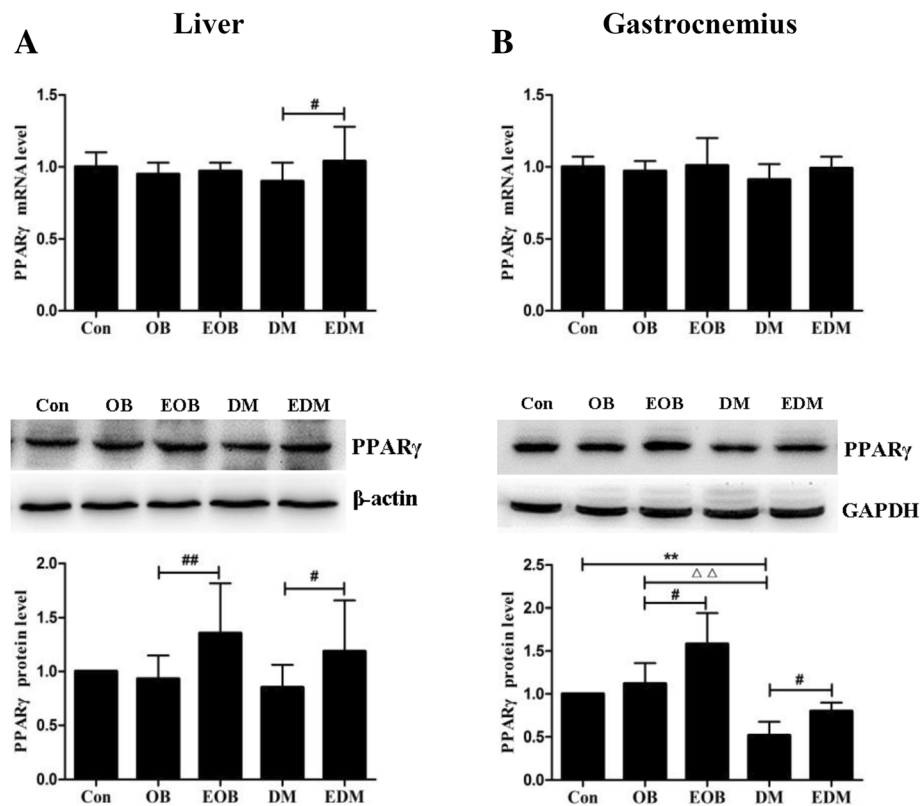 A
Liver
PPARγ mRNA level
1.5
1.0
0.5
0.0
#
Con OB EOB DM EDM
Con OB EOB DM EDM
PPARγ
β-actin
PPARγ protein level
2.0
1.5
1.0
0.5
0.0
##
#
Con OB EOB DM EDM
B
Gastrocnemius
PPARγ mRNA level
1.5
1.0
0.5
0.0
Con OB EOB DM EDM
Con OB EOB DM EDM
PPARγ
GAPDH
PPARγ protein level
2.5
2.0
1.5
1.0
0.5
0.0
**
△ △
#
#
Con OB EOB DM EDM